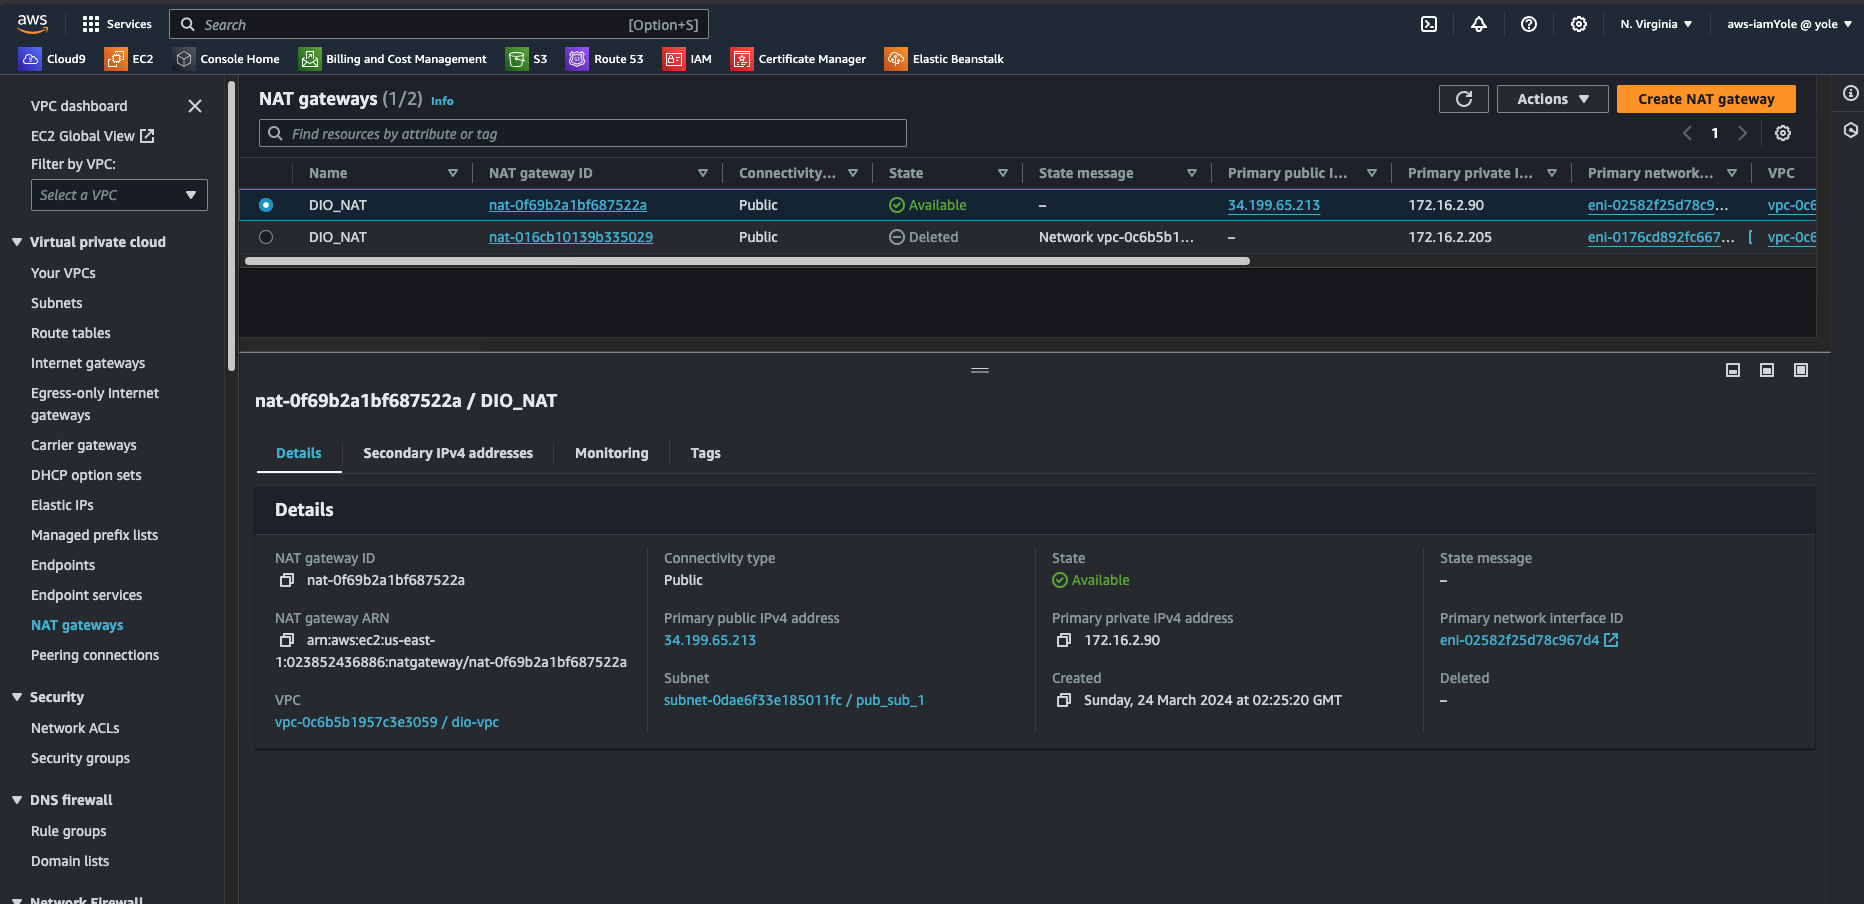 aws Services Search [Option+S] N. Virginia aws-iamYole @ yole
Cloud9 EC2 Console Home Billing and Cost Management S3 Route 53 IAM Certificate Manager Elastic Beanstalk
VPC dashboard
EC2 Global View
Filter by VPC:
Select a VPC
Virtual private cloud
Your VPCs
Subnets
Route tables
Internet gateways
Egress-only Internet
gateways
Carrier gateways
DHCP option sets
Elastic IPs
Managed prefix lists
Endpoints
Endpoint services
NAT gateways
Peering connections
Security
Network ACLs
Security groups
DNS firewall
Rule groups
Domain lists
Network Firewall
NAT gateways (1/2) Info Actions Create NAT gateway
Find resources by attribute or tag 1
Name NAT gateway ID Connectivity... State State message Primary public I... Primary private I... Primary network... VPC
DIO_NAT nat-0f69b2a1bf687522a Public Available – 34.199.65.213 172.16.2.90 eni-02582f25d78c9... vpc-0c6
DIO_NAT nat-016cb10139b335029 Public Deleted Network vpc-0c6b5b1... – 172.16.2.205 eni-0176cd892fc667... [ vpc-0c6
nat-0f69b2a1bf687522a / DIO_NAT
Details Secondary IPv4 addresses Monitoring Tags
Details
NAT gateway ID
nat-0f69b2a1bf687522a
NAT gateway ARN
arn:aws:ec2:us-east-
1:023852436886:natgateway/nat-0f69b2a1bf687522a
VPC
vpc-0c6b5b1957c3e3059 / dio-vpc
Connectivity type
Public
Primary public IPv4 address
34.199.65.213
Subnet
subnet-0dae6f33e185011fc / pub_sub_1
State
Available
Primary private IPv4 address
172.16.2.90
Created
Sunday, 24 March 2024 at 02:25:20 GMT
State message
–
Primary network interface ID
eni-02582f25d78c967d4
Deleted
–